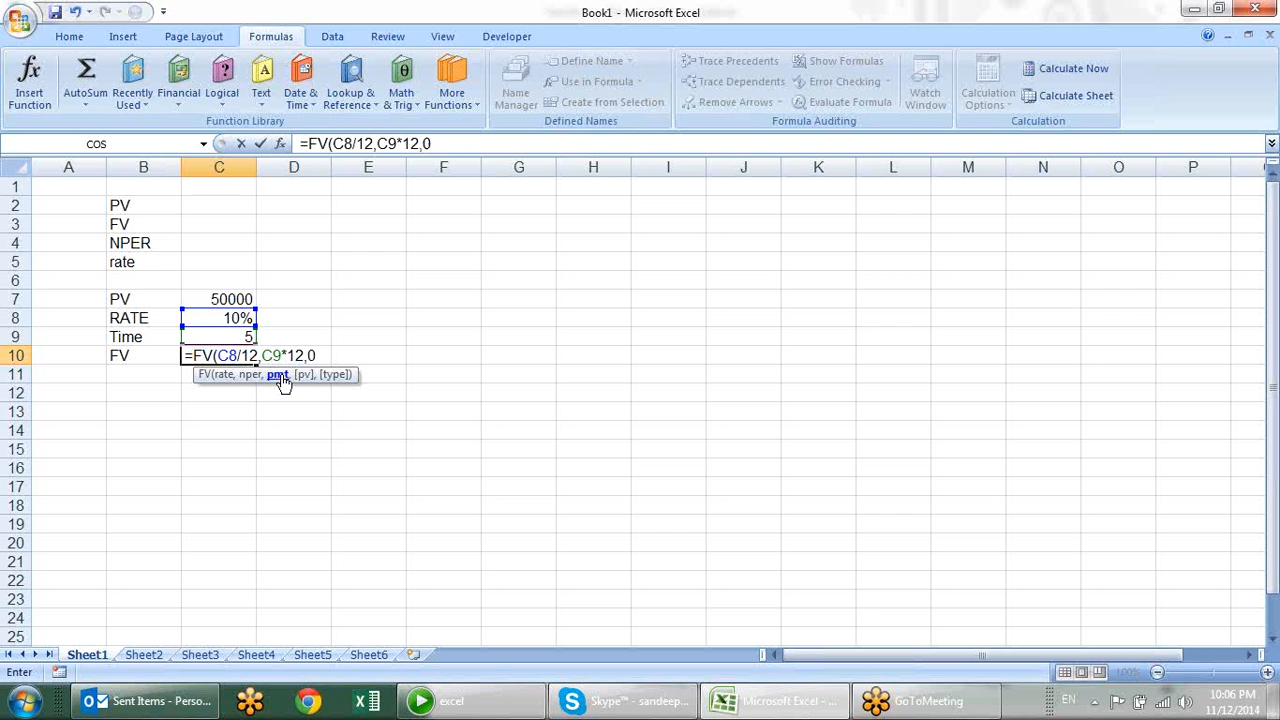 Book1 - Microsoft Excel
Home Insert Page Layout Formulas Data Review View Developer
Insert Function
AutoSum
Recently Used
Financial
Logical
Text
Date & Time
Lookup & Reference
Math & Trig
More Functions
Function Library
Name Manager
Define Name
Use in Formula
Create from Selection
Defined Names
Trace Precedents
Trace Dependents
Remove Arrows
Show Formulas
Error Checking
Evaluate Formula
Formula Auditing
Watch Window
Calculation Options
Calculate Now
Calculate Sheet
Calculation
COS =FV(C8/12,C9*12,0
A B C D E F G H I J K L M N O P
1
2 PV
3 FV
4 NPER
5 rate
6
7 PV 50000
8 RATE 10%
9 Time 5
10 FV =FV(C8/12,C9*12,0
11 FV(rate, nper, pmt, [pv], [type])
12
13
14
15
16
17
18
19
20
21
22
23
24
25
Sheet1 Sheet2 Sheet3 Sheet4 Sheet5 Sheet6
Enter 100%
Sent Items - Perso...
excel
Skype™ - sandeep...
Microsoft Excel - ...
GoToMeeting
EN
10:06 PM
11/12/2014